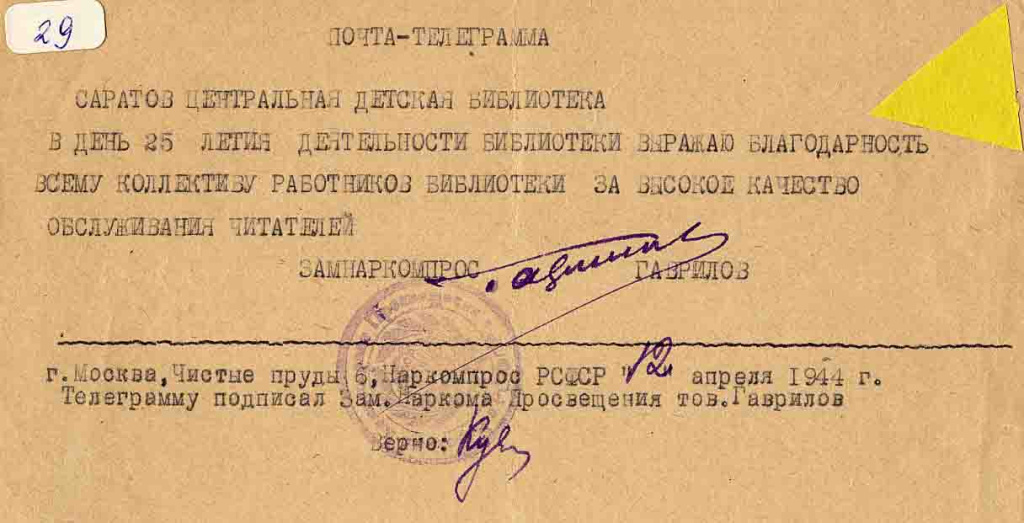 29
ПОЧТА-ТЕЛЕГРАММА
САРАТОВ ЦЕНТРАЛЬНАЯ ДЕТСКАЯ БИБЛИОТЕКА
В ДЕНЬ 25 ЛЕТИЯ ДЕЯТЕЛЬНОСТИ БИБЛИОТЕКИ ВЫРАЖАЮ БЛАГОДАРНОСТЬ
ВСЕМУ КОЛЛЕКТИВУ РАБОТНИКОВ БИБЛИОТЕКИ ЗА ВЫСОКОЕ КАЧЕСТВО
ОБСЛУЖИВАНИЯ ЧИТАТЕЛЕЙ
ЗАМНАРКОМПРОС ГАВРИЛОВ
г.Москва,Чистые пруды 6,Наркомпрос РСФСР "12" апреля 1944 г.
Телеграмму подписал Зам.Наркома Просвещения тов.Гаврилов
Верно: